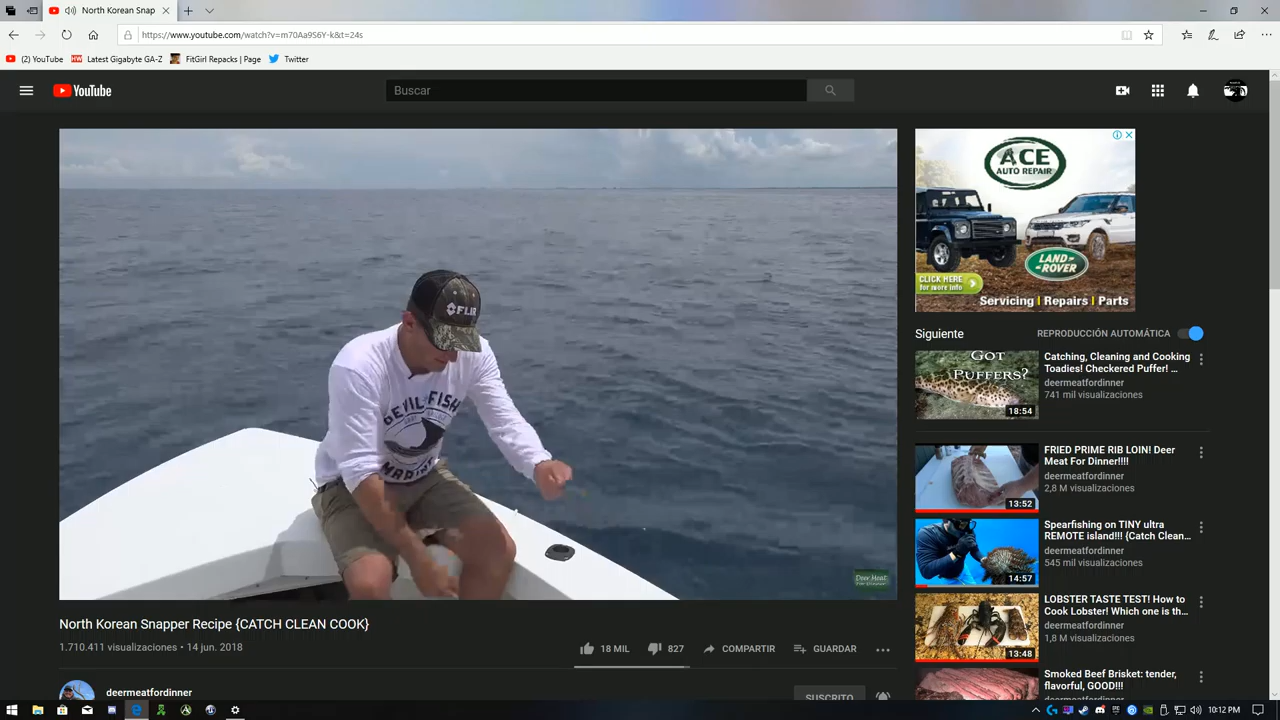 North Korean Snap
https://www.youtube.com/watch?v=m70Aa9S6Y-k&t=24s
(2) YouTube
Latest Gigabyte GA-Z
FitGirl Repacks | Page
Twitter
YouTube
Buscar
FLIR
DEVIL FISH
MARINE
Deer Meat
For Dinner
North Korean Snapper Recipe {CATCH CLEAN COOK}
1.710.411 visualizaciones • 14 jun. 2018
18 MIL
827
COMPARTIR
GUARDAR
deermeatfordinner
SUSCRITO
ACE
AUTO REPAIR
LAND-
ROVER
CLICK HERE
for more info
Servicing | Repairs | Parts
Siguiente
REPRODUCCIÓN AUTOMÁTICA
GOT
PUFFERS?
18:54
Catching, Cleaning and Cooking
Toadies! Checkered Puffer! ...
deermeatfordinner
741 mil visualizaciones
13:52
FRIED PRIME RIB LOIN! Deer
Meat For Dinner!!!!
deermeatfordinner
2,8 M visualizaciones
14:57
Spearfishing on TINY ultra
REMOTE island!!! {Catch Clean...
deermeatfordinner
545 mil visualizaciones
13:48
LOBSTER TASTE TEST! How to
Cook Lobster! Which one is th...
deermeatfordinner
1,8 M visualizaciones
Smoked Beef Brisket: tender,
flavorful, GOOD!!!
deermeatfordinner
10:12 PM